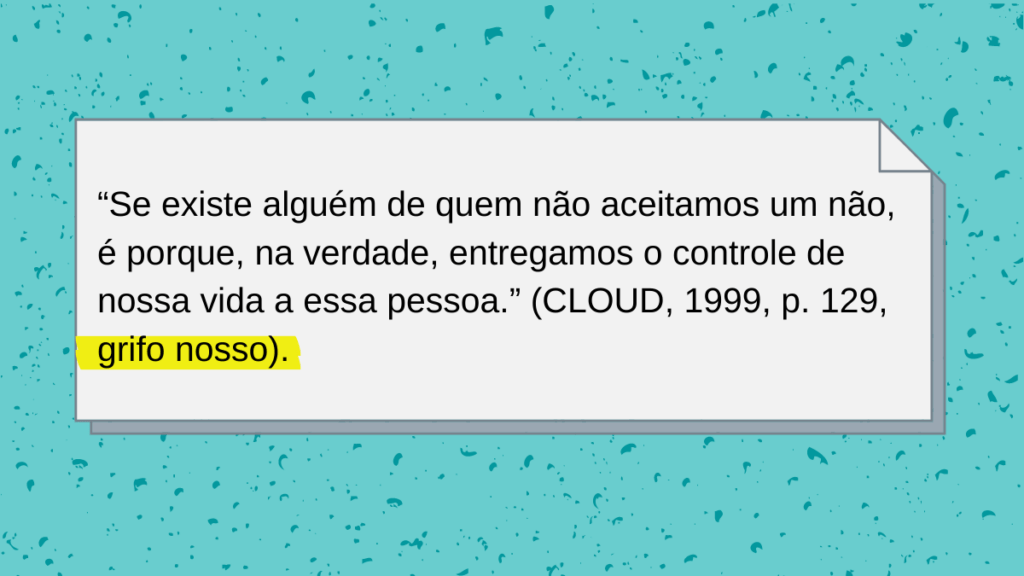 “Se existe alguém de quem não aceitamos um não,
é porque, na verdade, entregamos o controle de
nossa vida a essa pessoa.” (CLOUD, 1999, p. 129,
grifo nosso).